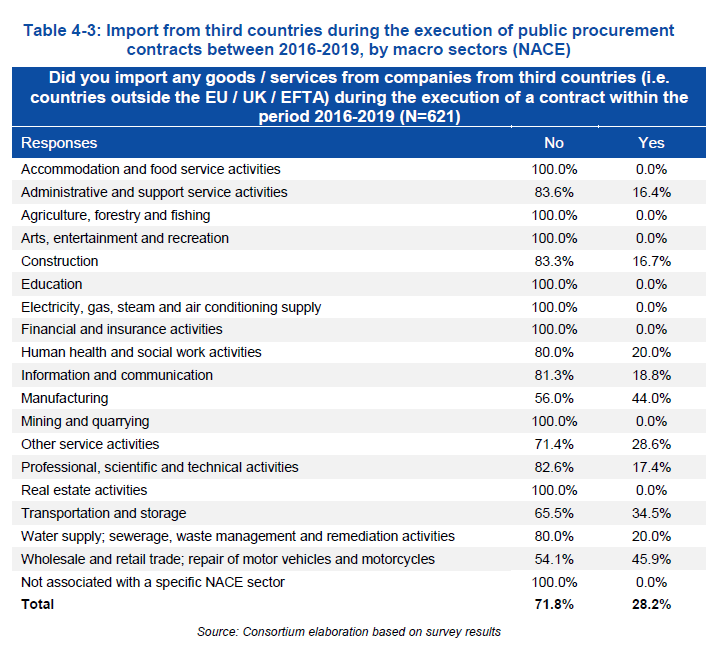 Table 4-3: Import from third countries during the execution of public procurement
contracts between 2016-2019, by macro sectors (NACE)
Did you import any goods / services from companies from third countries (i.e.
countries outside the EU / UK / EFTA) during the execution of a contract within the
period 2016-2019 (N=621)
Responses No Yes
Accommodation and food service activities 100.0% 0.0%
Administrative and support service activities 83.6% 16.4%
Agriculture, forestry and fishing 100.0% 0.0%
Arts, entertainment and recreation 100.0% 0.0%
Construction 83.3% 16.7%
Education 100.0% 0.0%
Electricity, gas, steam and air conditioning supply 100.0% 0.0%
Financial and insurance activities 100.0% 0.0%
Human health and social work activities 80.0% 20.0%
Information and communication 81.3% 18.8%
Manufacturing 56.0% 44.0%
Mining and quarrying 100.0% 0.0%
Other service activities 71.4% 28.6%
Professional, scientific and technical activities 82.6% 17.4%
Real estate activities 100.0% 0.0%
Transportation and storage 65.5% 34.5%
Water supply; sewerage, waste management and remediation activities 80.0% 20.0%
Wholesale and retail trade; repair of motor vehicles and motorcycles 54.1% 45.9%
Not associated with a specific NACE sector 100.0% 0.0%
Total 71.8% 28.2%
Source: Consortium elaboration based on survey results